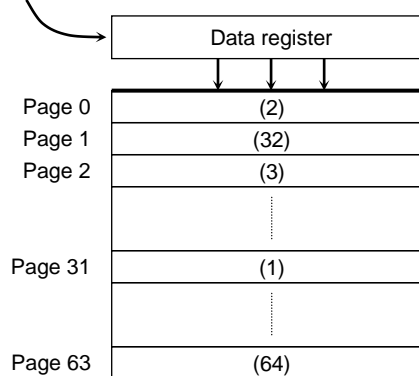 Data register
Page 0 (2)
Page 1 (32)
Page 2 (3)
Page 31 (1)
Page 63 (64)